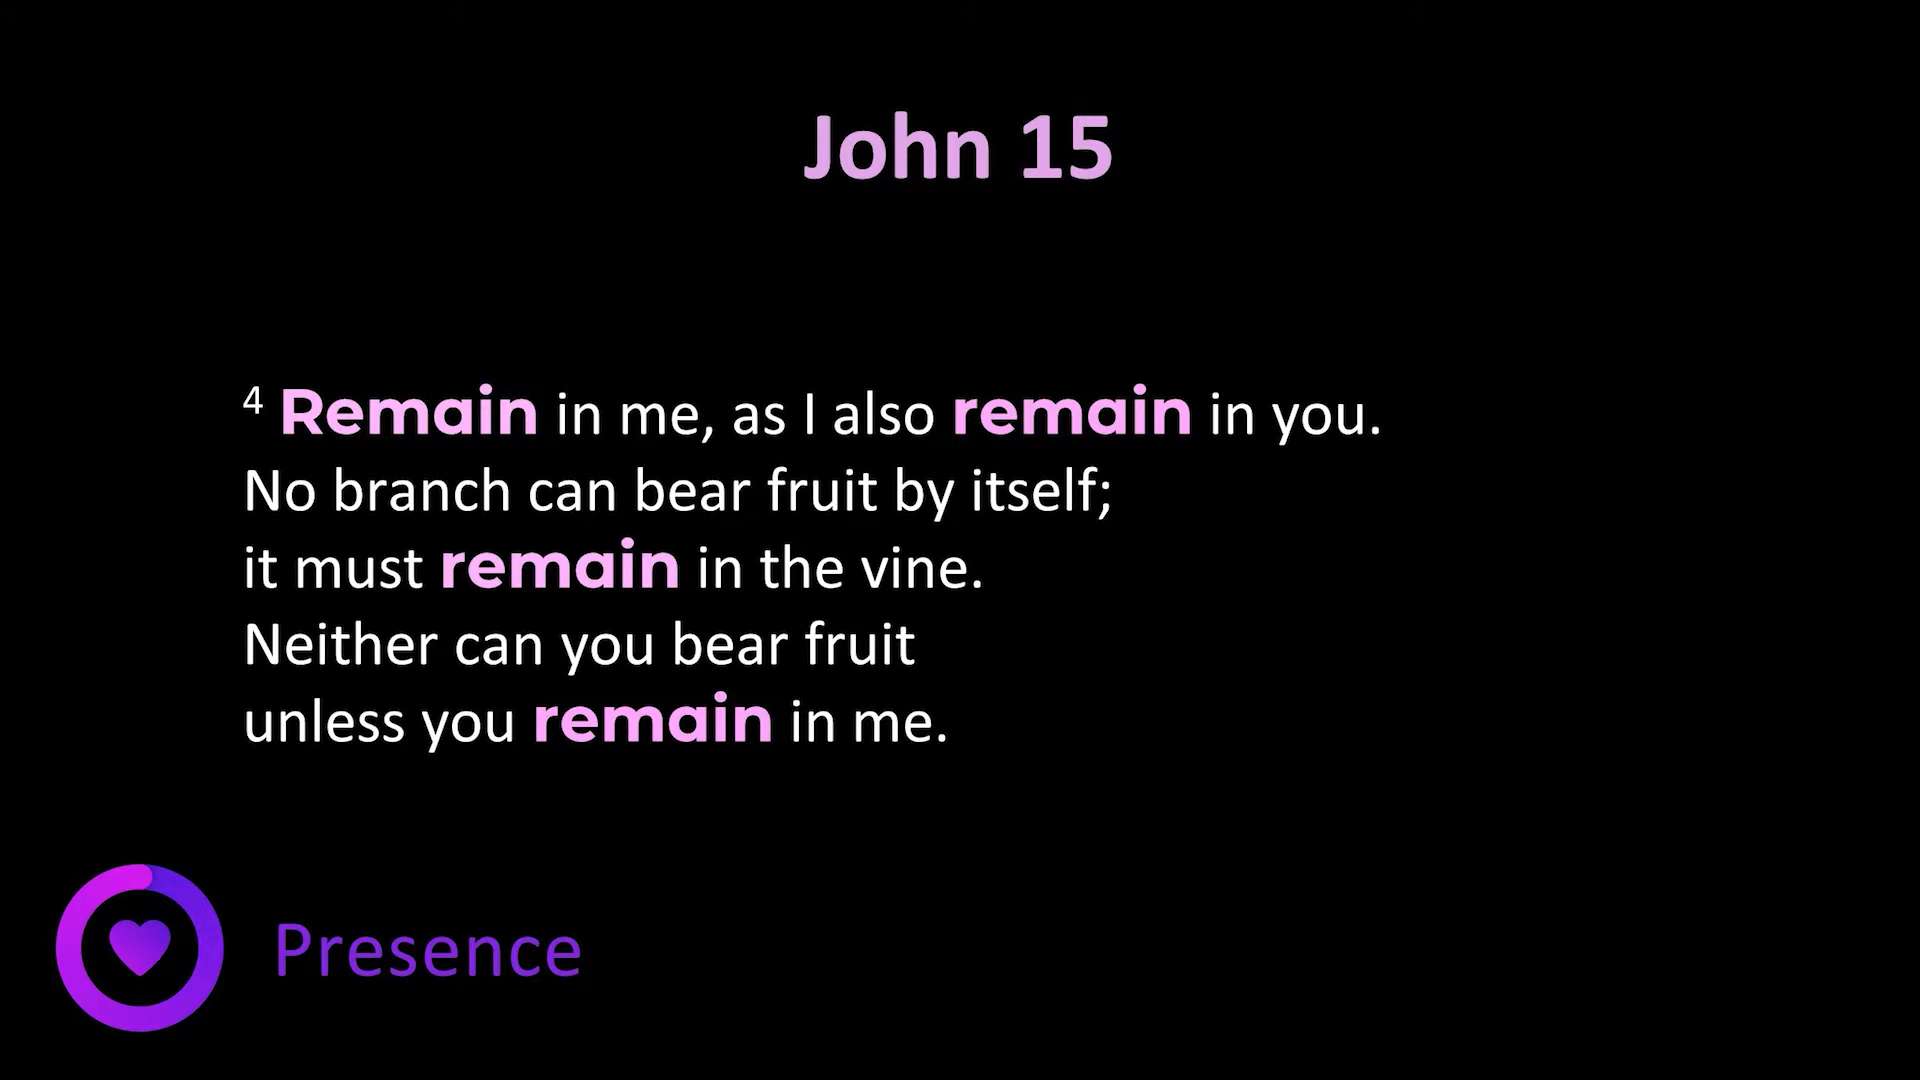 John 15
4 Remain in me, as I also remain in you.
No branch can bear fruit by itself;
it must remain in the vine.
Neither can you bear fruit
unless you remain in me.
Presence